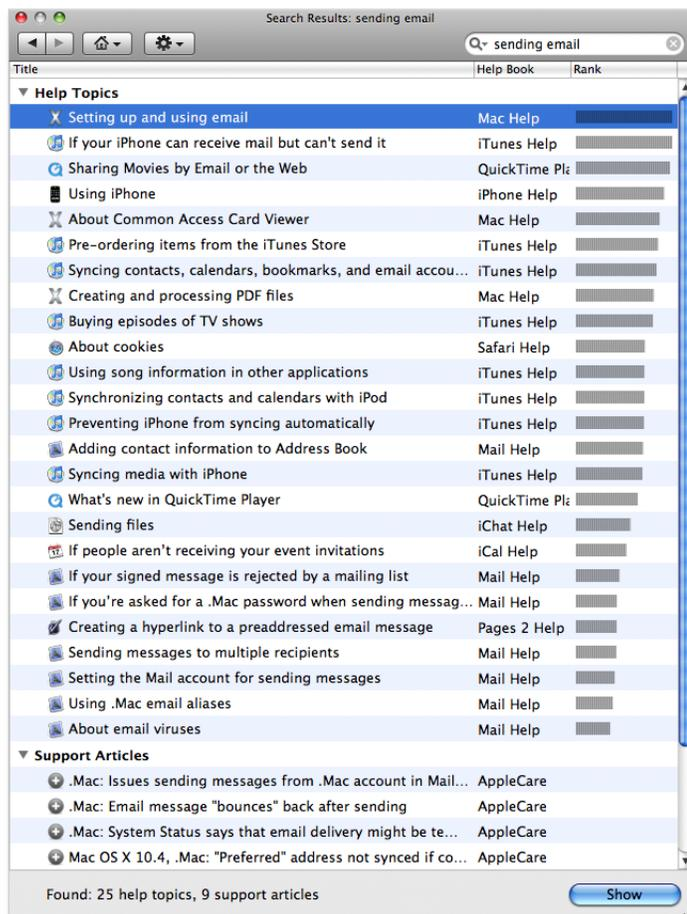 Search Results: sending email
sending email
Title Help Book Rank
Help Topics
Setting up and using email Mac Help
If your iPhone can receive mail but can't send it iTunes Help
Sharing Movies by Email or the Web QuickTime Pla
Using iPhone iPhone Help
About Common Access Card Viewer Mac Help
Pre-ordering items from the iTunes Store iTunes Help
Syncing contacts, calendars, bookmarks, and email accou... iTunes Help
Creating and processing PDF files Mac Help
Buying episodes of TV shows iTunes Help
About cookies Safari Help
Using song information in other applications iTunes Help
Synchronizing contacts and calendars with iPod iTunes Help
Preventing iPhone from syncing automatically iTunes Help
Adding contact information to Address Book Mail Help
Syncing media with iPhone iTunes Help
What's new in QuickTime Player QuickTime Pla
Sending files iChat Help
If people aren't receiving your event invitations iCal Help
If your signed message is rejected by a mailing list Mail Help
If you're asked for a .Mac password when sending messag... Mail Help
Creating a hyperlink to a preaddressed email message Pages 2 Help
Sending messages to multiple recipients Mail Help
Setting the Mail account for sending messages Mail Help
Using .Mac email aliases Mail Help
About email viruses Mail Help
Support Articles
.Mac: Issues sending messages from .Mac account in Mail... AppleCare
.Mac: Email message "bounces" back after sending AppleCare
.Mac: System Status says that email delivery might be te... AppleCare
Mac OS X 10.4, .Mac: "Preferred" address not synced if co... AppleCare
Found: 25 help topics, 9 support articles Show